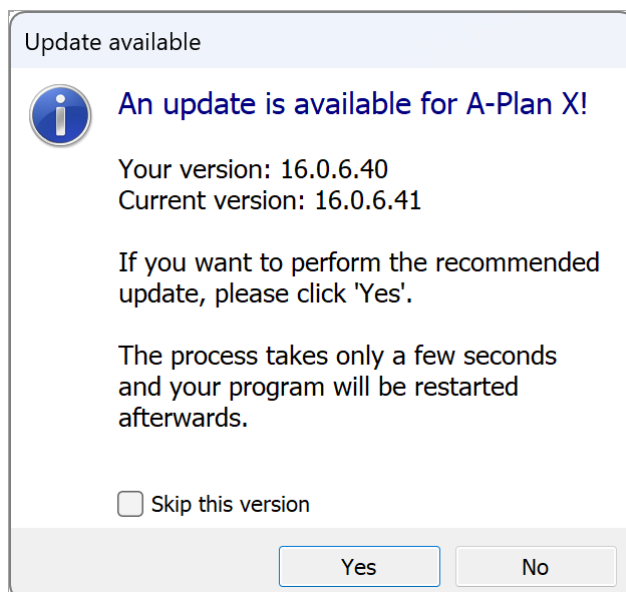 Update available
An update is available for A-Plan X!
Your version: 16.0.6.40
Current version: 16.0.6.41
If you want to perform the recommended
update, please click 'Yes'.
The process takes only a few seconds
and your program will be restarted
afterwards.
Skip this version
Yes
No